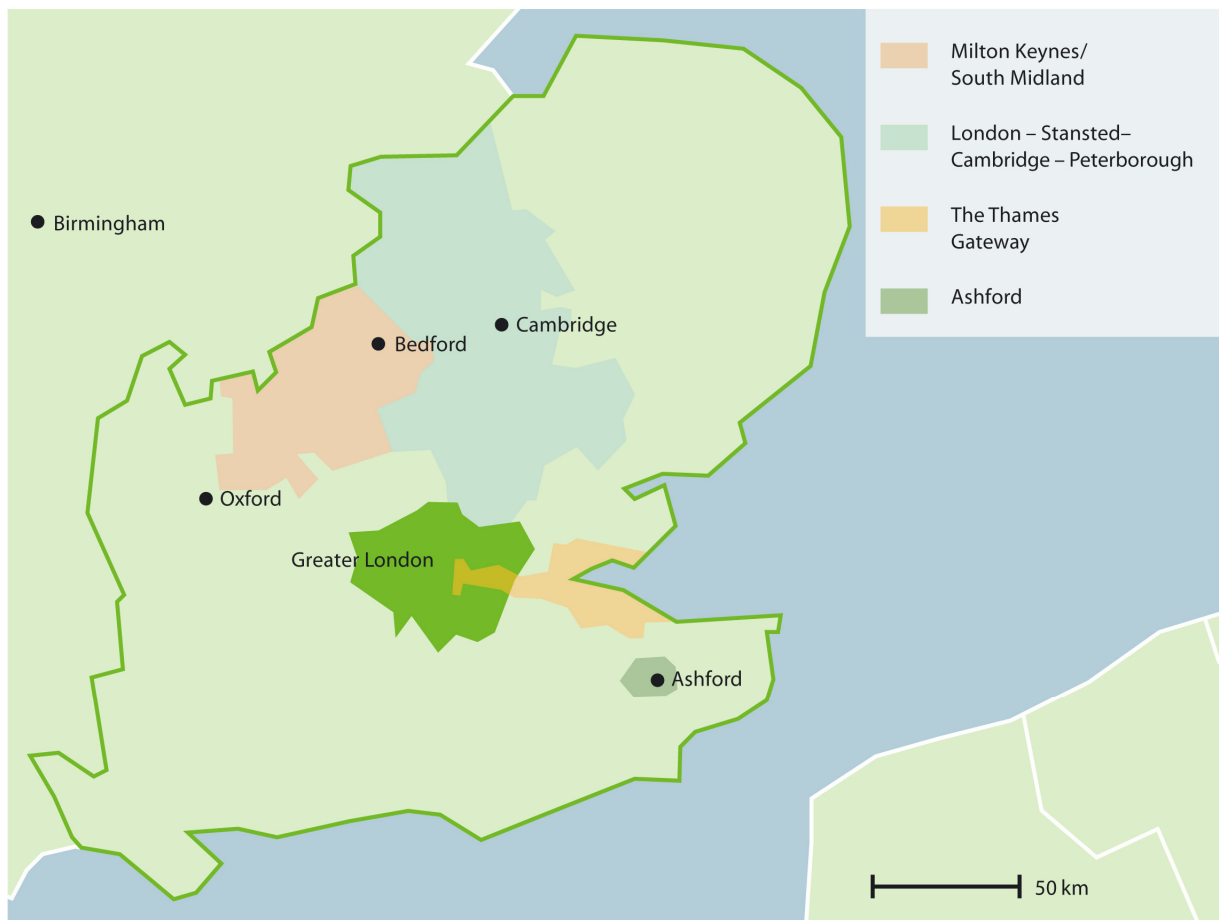 Milton Keynes/
South Midland
London – Stansted–
Cambridge – Peterborough
The Thames
Gateway
Ashford
Birmingham
Cambridge
Bedford
Oxford
Greater London
Ashford
50 km